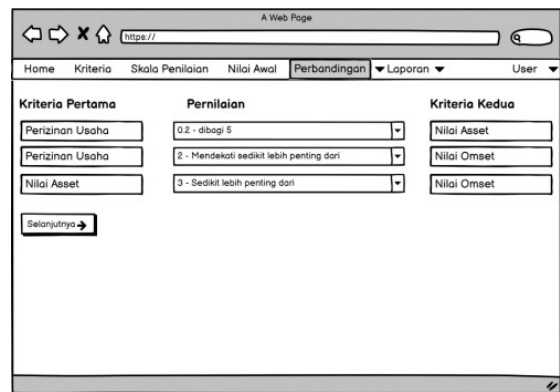 A Web Page
https://
Home Kriteria Skala Penilaian Nilai Awal Perbandingan Laporan User
Kriteria Pertama Pernilaian Kriteria Kedua
Perizinan Usaha 0.2 - dibagi 5 Nilai Asset
Perizinan Usaha 2 - Mendekati sedikit lebih penting dari Nilai Omset
Nilai Asset 3 - Sedikit lebih penting dari Nilai Omset
Selanjutnya